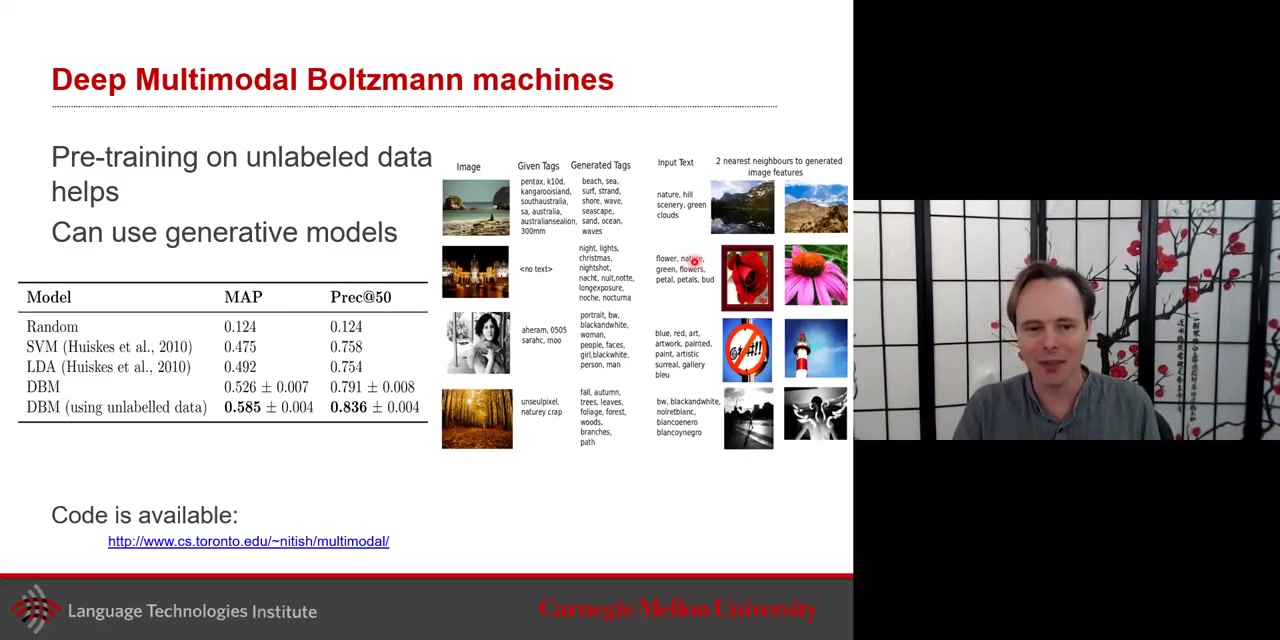 Deep Multimodal Boltzmann machines
Pre-training on unlabeled data
helps
Can use generative models
Model MAP Prec@50
Random 0.124 0.124
SVM (Huiskes et al., 2010) 0.475 0.758
LDA (Huiskes et al., 2010) 0.492 0.754
DBM 0.526 ± 0.007 0.791 ± 0.008
DBM (using unlabelled data) 0.585 ± 0.004 0.836 ± 0.004
Image Given Tags Generated Tags
pentax, k10d,
kangarooisland,
southaustralia,
sa, australia,
australiansealion,
300mm
beach, sea,
surf, strand,
shore, wave,
seascape,
sand, ocean,
waves
<no text>
night, lights,
christmas,
nightshot,
nacht, nuit,notte,
longexposure,
noche, nocturna
aheram, 0505
sarahc, moo
portrait, bw,
blackandwhite,
woman,
people, faces,
girl,blackwhite,
person, man
unseulpixel,
naturey crap
fall, autumn,
trees, leaves,
foliage, forest,
woods,
branches,
path
Input Text 2 nearest neighbours to generated
image features
nature, hill
scenery, green
clouds
flower, nature,
green, flowers,
petal, petals, bud
blue, red, art,
artwork, painted,
paint, artistic
surreal, gallery
bleu
@#!!
bw, blackandwhite,
noiretblanc,
biancoenero
blancoynegro
Code is available:
http://www.cs.toronto.edu/~nitish/multimodal/
Language Technologies Institute
Carnegie Mellon University